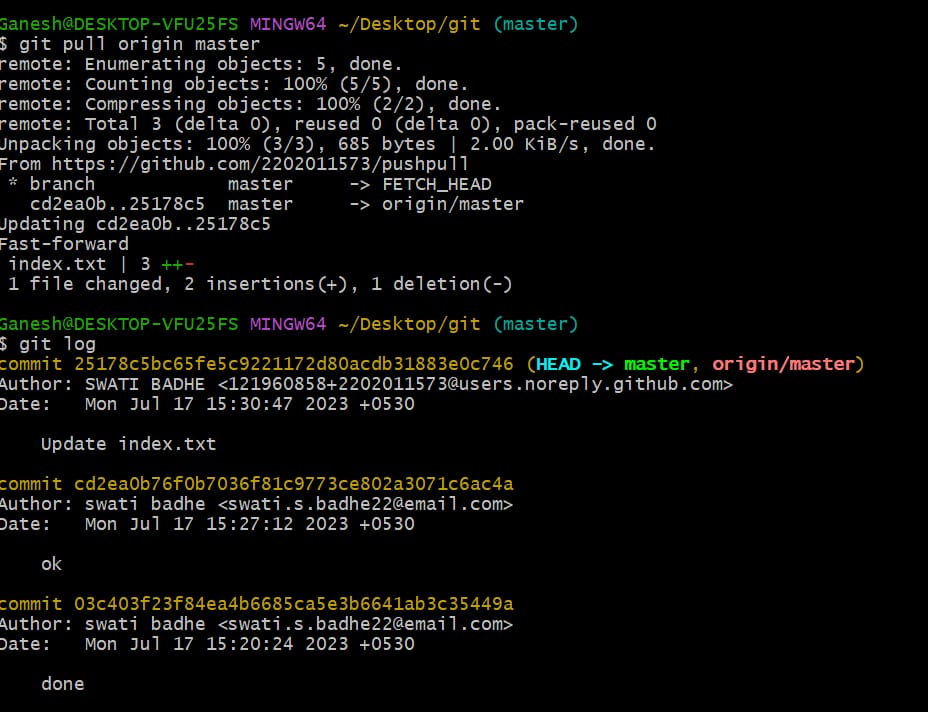 Ganesh@DESKTOP-VFU25FS MINGW64 ~/Desktop/git (master)
$ git pull origin master
remote: Enumerating objects: 5, done.
remote: Counting objects: 100% (5/5), done.
remote: Compressing objects: 100% (2/2), done.
remote: Total 3 (delta 0), reused 0 (delta 0), pack-reused 0
Unpacking objects: 100% (3/3), 685 bytes | 2.00 KiB/s, done.
From https://github.com/2202011573/pushpull
 * branch            master     -> FETCH_HEAD
   cd2ea0b..25178c5  master     -> origin/master
Updating cd2ea0b..25178c5
Fast-forward
 index.txt | 3 ++-
 1 file changed, 2 insertions(+), 1 deletion(-)
Ganesh@DESKTOP-VFU25FS MINGW64 ~/Desktop/git (master)
$ git log
commit 25178c5bc65fe5c9221172d80acdb31883e0c746 (HEAD -> master, origin/master)
Author: SWATI BADHE <121960858+2202011573@users.noreply.github.com>
Date:   Mon Jul 17 15:30:47 2023 +0530
    Update index.txt
commit cd2ea0b76f0b7036f81c9773ce802a3071c6ac4a
Author: swati badhe <swati.s.badhe22@email.com>
Date:   Mon Jul 17 15:27:12 2023 +0530
    ok
commit 03c403f23f84ea4b6685ca5e3b6641ab3c35449a
Author: swati badhe <swati.s.badhe22@email.com>
Date:   Mon Jul 17 15:20:24 2023 +0530
    done